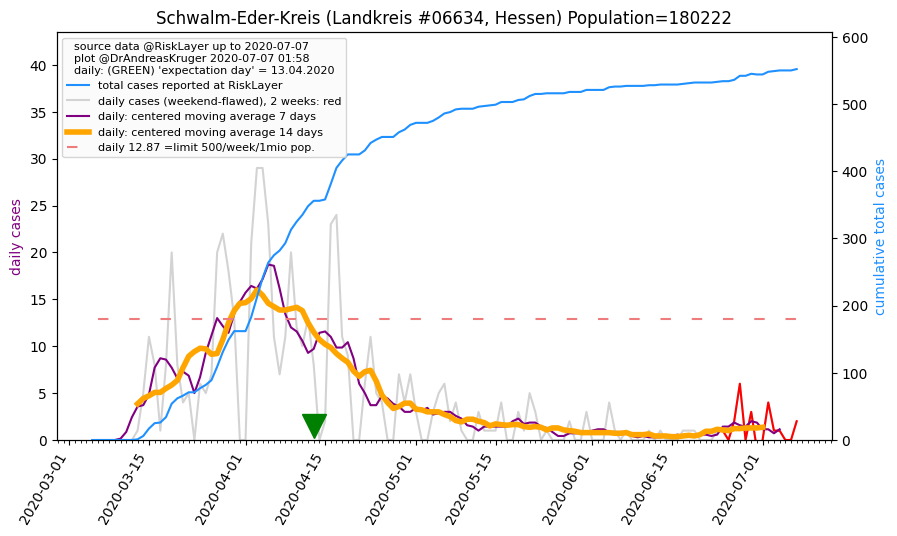 Schwalm-Eder-Kreis (Landkreis #06634, Hessen) Population=180222
source data @RiskLayer up to 2020-07-07
plot @DrAndreasKruger 2020-07-07 01:58
daily: (GREEN) 'expectation day' = 13.04.2020
total cases reported at RiskLayer
daily cases (weekend-flawed), 2 weeks: red
daily: centered moving average 7 days
daily: centered moving average 14 days
daily 12.87 =limit 500/week/1mio pop.
daily cases
40
35
30
25
20
15
10
5
0
cumulative total cases
600
500
400
300
200
100
0
2020-03-01
2020-03-15
2020-04-01
2020-04-15
2020-05-01
2020-05-15
2020-06-01
2020-06-15
2020-07-01